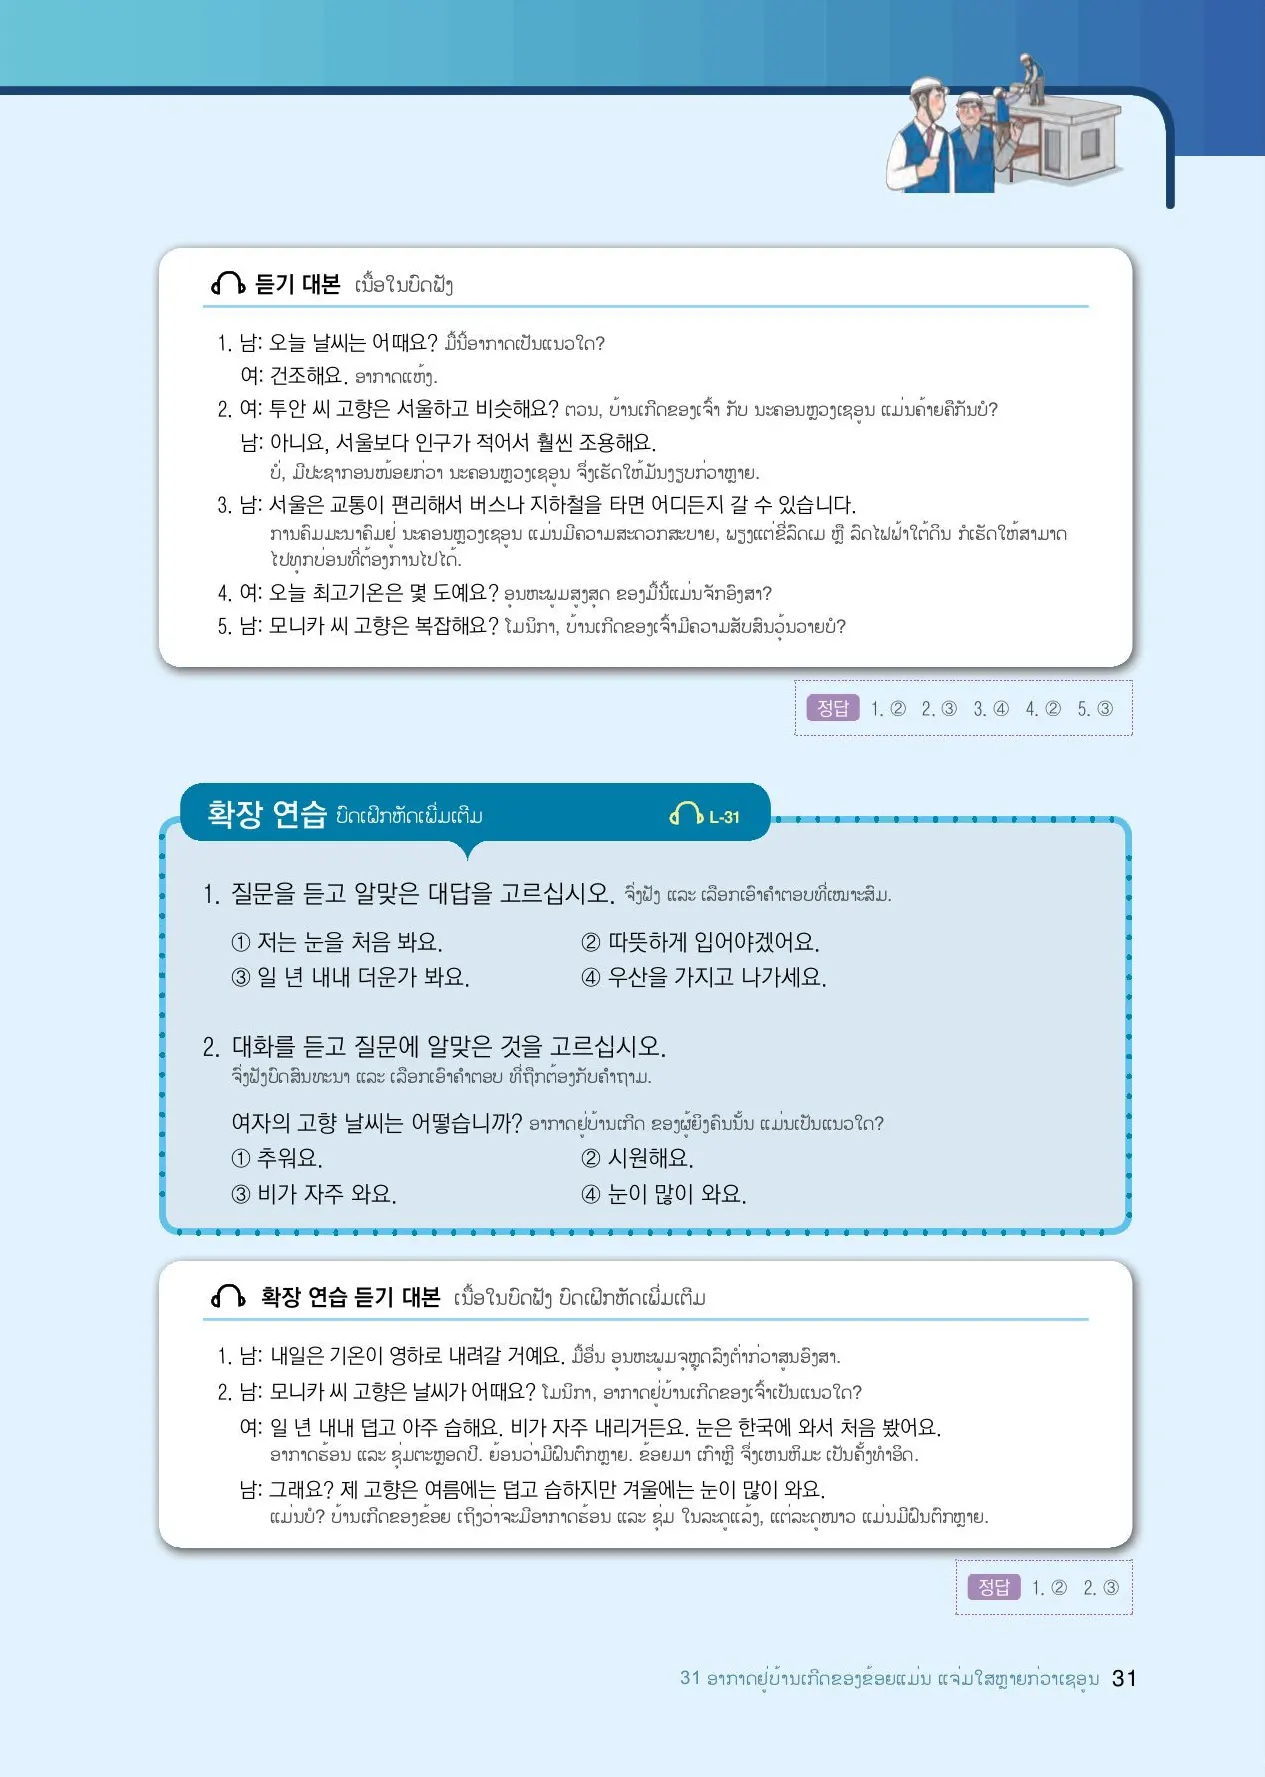 듣기 대본 ເນື້ອໃນບົດຟັງ
1. 남: 오늘 날씨는 어때요? ມື້ນີ້ອາກາດເປັນແນວໃດ?
여: 건조해요. ອາກາດແຫ້ງ.
2. 여: 투안 씨 고향은 서울하고 비슷해요? ຕວນ, ບ້ານເກີດຂອງເຈົ້າ ກັບ ນະຄອນຫຼວງເຊອູນ ແມ່ນຄ້າຍຄືກັນບໍ?
남: 아니요, 서울보다 인구가 적어서 훨씬 조용해요.
ບໍ່, ມີປະຊາກອນໜ້ອຍກ່ວາ ນະຄອນຫຼວງເຊອູນ ຈຶ່ງເຮັດໃຫ້ມັນງຽບກ່ວາຫຼາຍ.
3. 남: 서울은 교통이 편리해서 버스나 지하철을 타면 어디든지 갈 수 있습니다.
ການຄົມມະນາຄົມຢູ່ ນະຄອນຫຼວງເຊອູນ ແມ່ນມີຄວາມສະດວກສະບາຍ, ພຽງແຕ່ຂີ່ລົດເມ ຫຼື ລົດໄຟຟ້າໃຕ້ດິນ ກໍເຮັດໃຫ້ສາມາດ
ໄປທຸກບ່ອນທີ່ຕ້ອງການໄປໄດ້.
4. 여: 오늘 최고기온은 몇 도예요? ອຸນຫະພູມສູງສຸດ ຂອງມື້ນີ້ແມ່ນຈັກອົງສາ?
5. 남: 모니카 씨 고향은 복잡해요? ໂມນິກາ, ບ້ານເກີດຂອງເຈົ້າມີຄວາມສັບສົນວຸ້ນວາຍບໍ?
정답 1. ② 2. ③ 3. ④ 4. ② 5. ③
확장 연습 ບົດເຝິກຫັດເພີ່ມເຕີມ L-31
1. 질문을 듣고 알맞은 대답을 고르십시오. ຈົ່ງຟັງ ແລະ ເລືອກເອົາຄຳຕອບທີ່ເໝາະສົມ.
① 저는 눈을 처음 봐요. ② 따뜻하게 입어야겠어요.
③ 일 년 내내 더운가 봐요. ④ 우산을 가지고 나가세요.
2. 대화를 듣고 질문에 알맞은 것을 고르십시오.
ຈົ່ງຟັງບົດສົນທະນາ ແລະ ເລືອກເອົາຄຳຕອບ ທີ່ຖືກຕ້ອງກັບຄຳຖາມ.
여자의 고향 날씨는 어떻습니까? ອາກາດຢູ່ບ້ານເກີດ ຂອງຜູ້ຍິງຄົນນັ້ນ ແມ່ນເປັນແນວໃດ?
① 추워요. ② 시원해요.
③ 비가 자주 와요. ④ 눈이 많이 와요.
확장 연습 듣기 대본 ເນື້ອໃນບົດຟັງ ບົດເຝິກຫັດເພີ່ມເຕີມ
1. 남: 내일은 기온이 영하로 내려갈 거예요. ມື້ອື່ນ ອຸນຫະພູມຈຸຫຼຸດລົງຕ່ຳກ່ວາສູນອົງສາ.
2. 남: 모니카 씨 고향은 날씨가 어때요? ໂມນິກາ, ອາກາດຢູ່ບ້ານເກີດຂອງເຈົ້າເປັນແນວໃດ?
여: 일 년 내내 덥고 아주 습해요. 비가 자주 내리거든요. 눈은 한국에 와서 처음 봤어요.
ອາກາດຮ້ອນ ແລະ ຊຸ່ມຕະຫຼອດປີ. ຍ້ອນວ່າມີຝົນຕົກຫຼາຍ. ຂ້ອຍມາ ເກົາຫຼີ ຈຶ່ງເຫນຫິມະ ເປັນຄັ້ງທຳອິດ.
남: 그래요? 제 고향은 여름에는 덥고 습하지만 겨울에는 눈이 많이 와요.
ແມ່ນບໍ? ບ້ານເກີດຂອງຂ້ອຍ ເຖິງວ່າຈະມີອາກາດຮ້ອນ ແລະ ຊຸ່ມ ໃນລະດູແລ້ງ, ແຕ່ລະດູໜາວ ແມ່ນມີຝົນຕົກຫຼາຍ.
정답 1. ② 2. ③
31 ອາກາດຢູ່ບ້ານເກີດຂອງຂ້ອຍແມ່ນ ແຈ່ມໃສຫຼາຍກ່ວາເຊອູນ 31